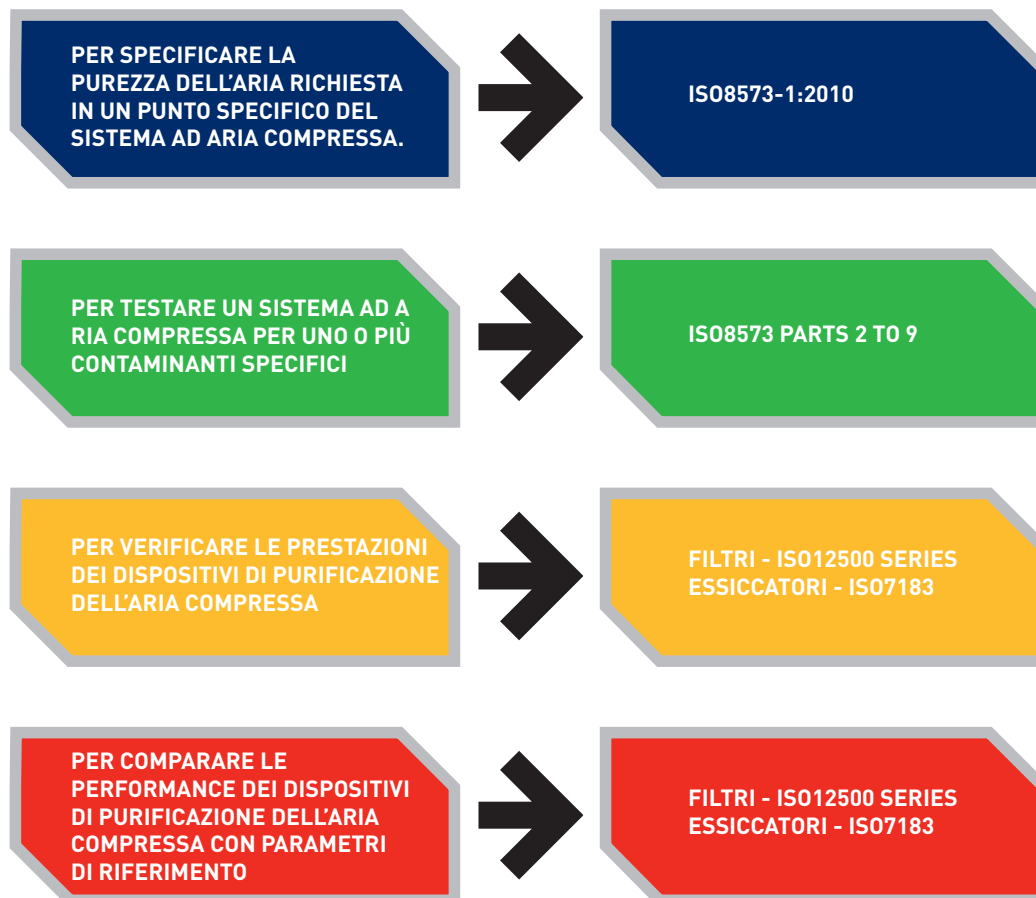 PER SPECIFICARE LA
PUREZZA DELL'ARIA RICHIESTA
IN UN PUNTO SPECIFICO DEL
SISTEMA AD ARIA COMPRESSA.
ISO8573-1:2010
PER TESTARE UN SISTEMA AD A
RIA COMPRESSA PER UNO O PIÙ
CONTAMINANTI SPECIFICI
ISO8573 PARTS 2 TO 9
PER VERIFICARE LE PRESTAZIONI
DEI DISPOSITIVI DI PURIFICAZIONE
DELL'ARIA COMPRESSA
FILTRI - ISO12500 SERIES
ESSICCATORI - ISO7183
PER COMPARARE LE
PERFORMANCE DEI DISPOSITIVI
DI PURIFICAZIONE DELL'ARIA
COMPRESSA CON PARAMETRI
DI RIFERIMENTO
FILTRI - ISO12500 SERIES
ESSICCATORI - ISO7183